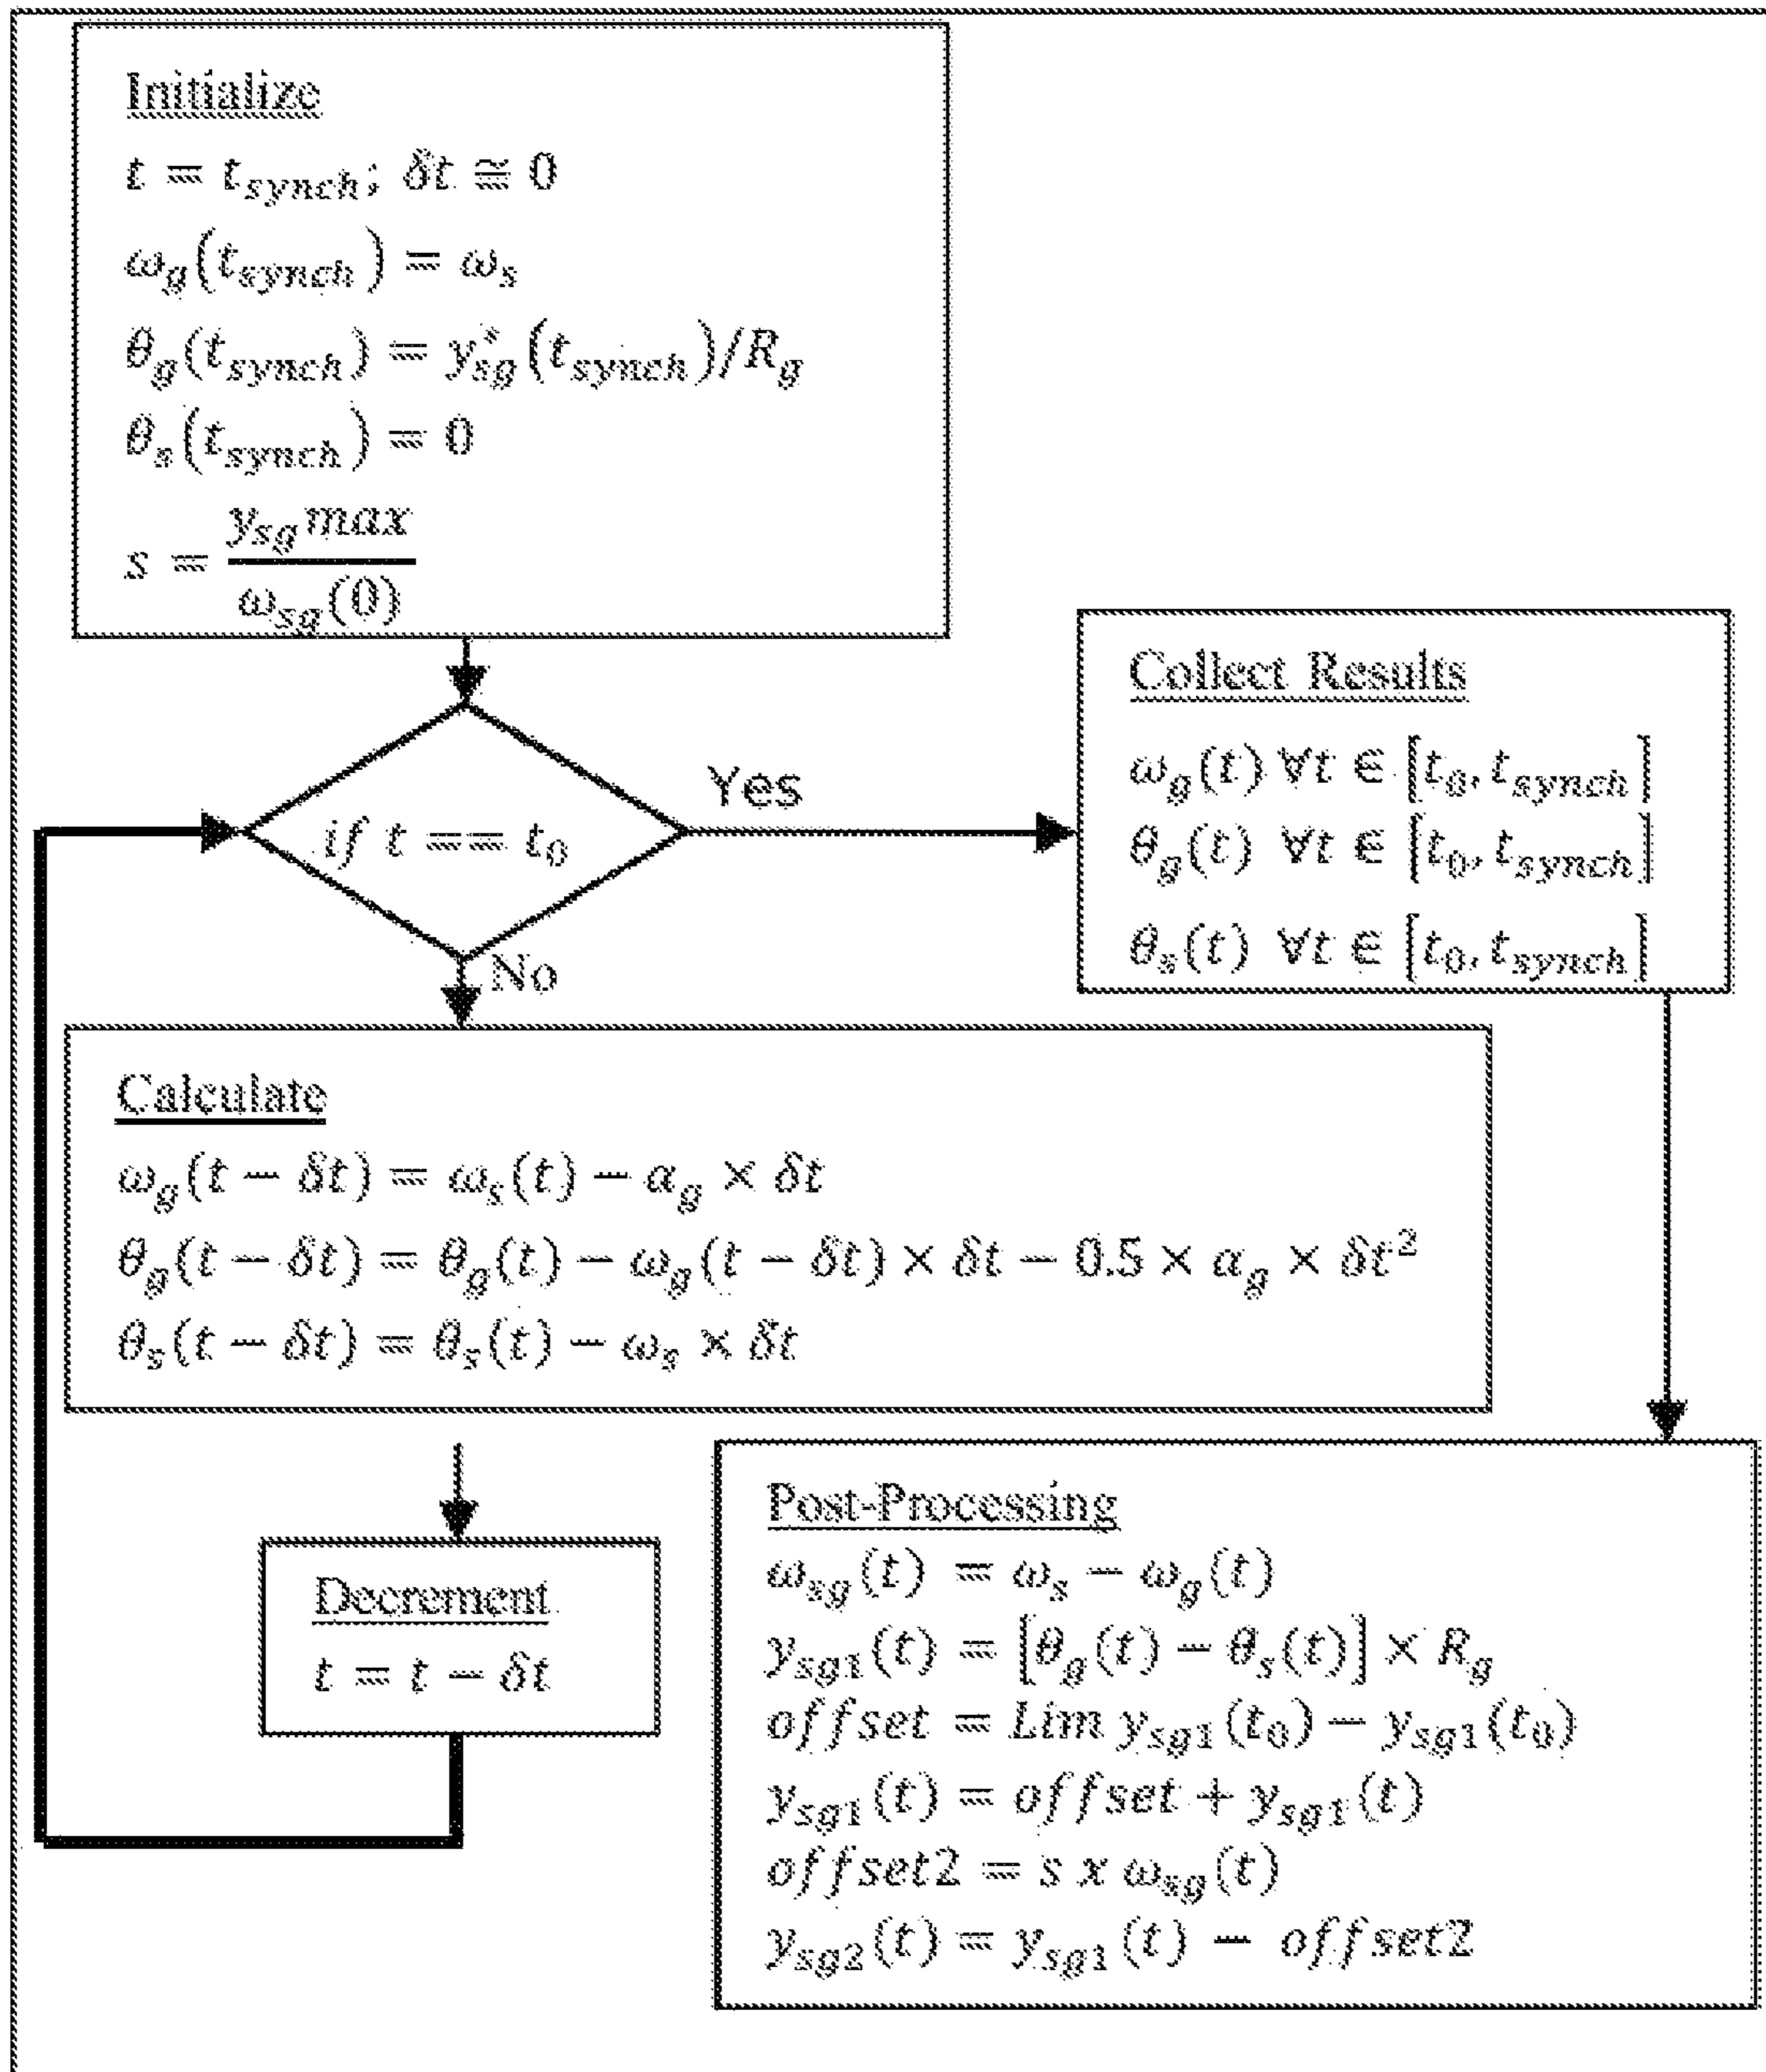 Initialize
t = t_synch; δt ≅ 0
ω_g(t_synch) = ω_s
θ_g(t_synch) = y*_sg(t_synch)/R_g
θ_s(t_synch) = 0
s = y_sg max / ω_sg(0)
if t == t_0
Yes
No
Collect Results
ω_g(t) ∀t ∈ [t_0, t_synch]
θ_g(t) ∀t ∈ [t_0, t_synch]
θ_s(t) ∀t ∈ [t_0, t_synch]
Calculate
ω_g(t − δt) = ω_s(t) − α_g × δt
θ_g(t − δt) = θ_g(t) − ω_g(t − δt) × δt − 0.5 × α_g × δt²
θ_s(t − δt) = θ_s(t) − ω_s × δt
Decrement
t = t − δt
Post-Processing
ω_sg(t) = ω_s − ω_g(t)
y_sg1(t) = [θ_g(t) − θ_s(t)] × R_g
offset = Lim y_sg1(t_0) − y_sg1(t_0)
y_sg1(t) = offset + y_sg1(t)
offset2 = s x ω_sg(t)
y_sg2(t) = y_sg1(t) − offset2